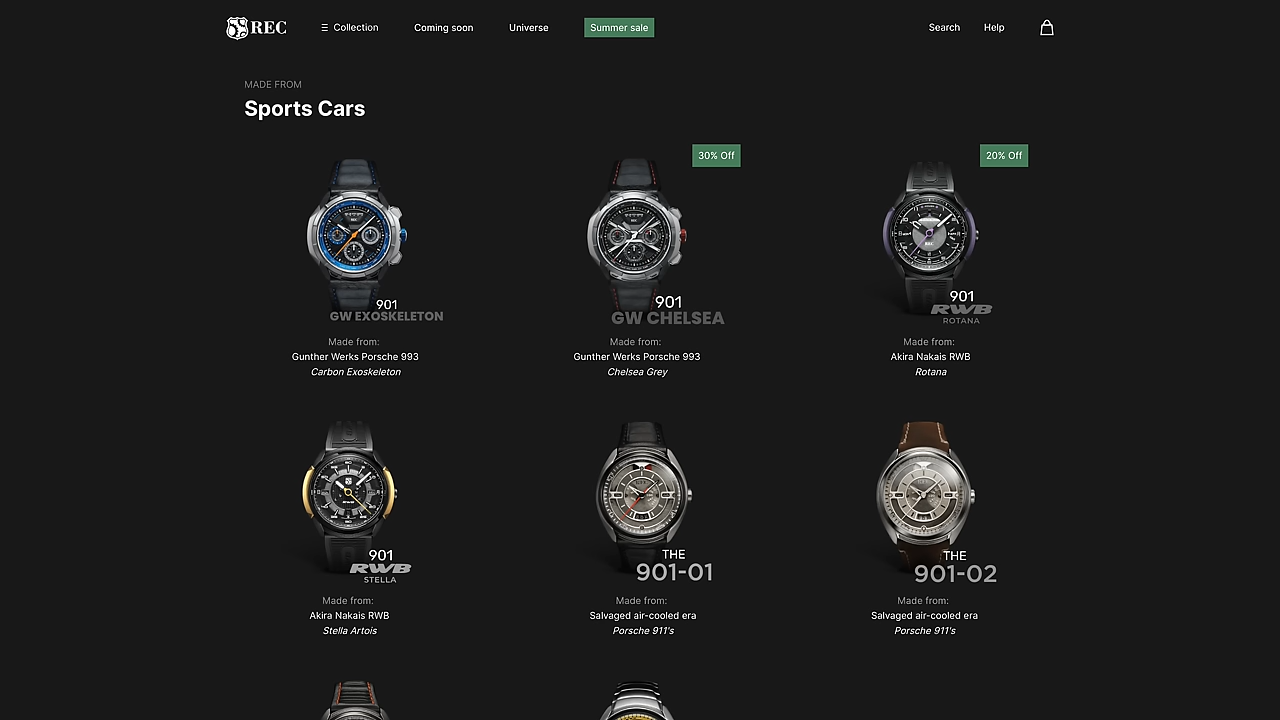 REC
Collection
Coming soon
Universe
Summer sale
Search
Help
MADE FROM
Sports Cars
30% Off
20% Off
901
GW EXOSKELETON
901
GW CHELSEA
901
RWB
ROTANA
Made from:
Gunther Werks Porsche 993
Carbon Exoskeleton
Made from:
Gunther Werks Porsche 993
Chelsea Grey
Made from:
Akira Nakais RWB
Rotana
901
RWB
STELLA
THE
901-01
THE
901-02
Made from:
Akira Nakais RWB
Stella Artois
Made from:
Salvaged air-cooled era
Porsche 911's
Made from:
Salvaged air-cooled era
Porsche 911's